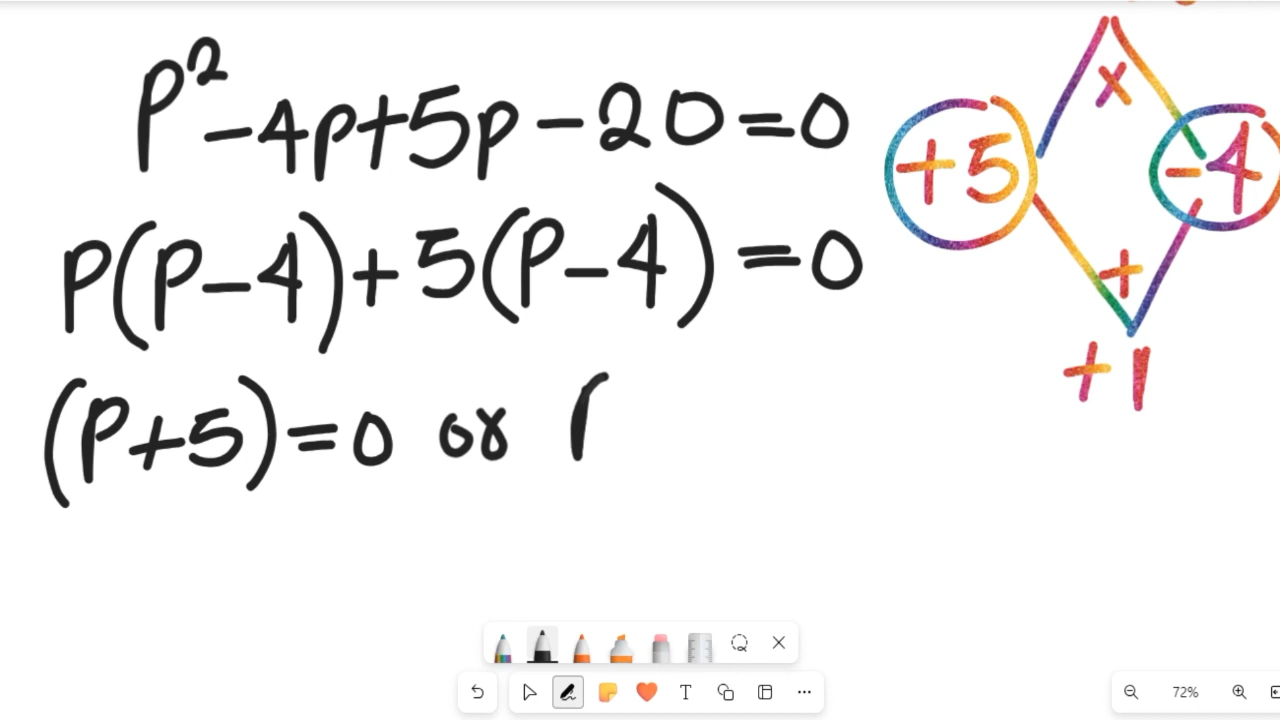 p² - 4p + 5p - 20 = 0
p(p - 4) + 5(p - 4) = 0
(p + 5) = 0 or (
×
+5 -4
+
+1
T
72%